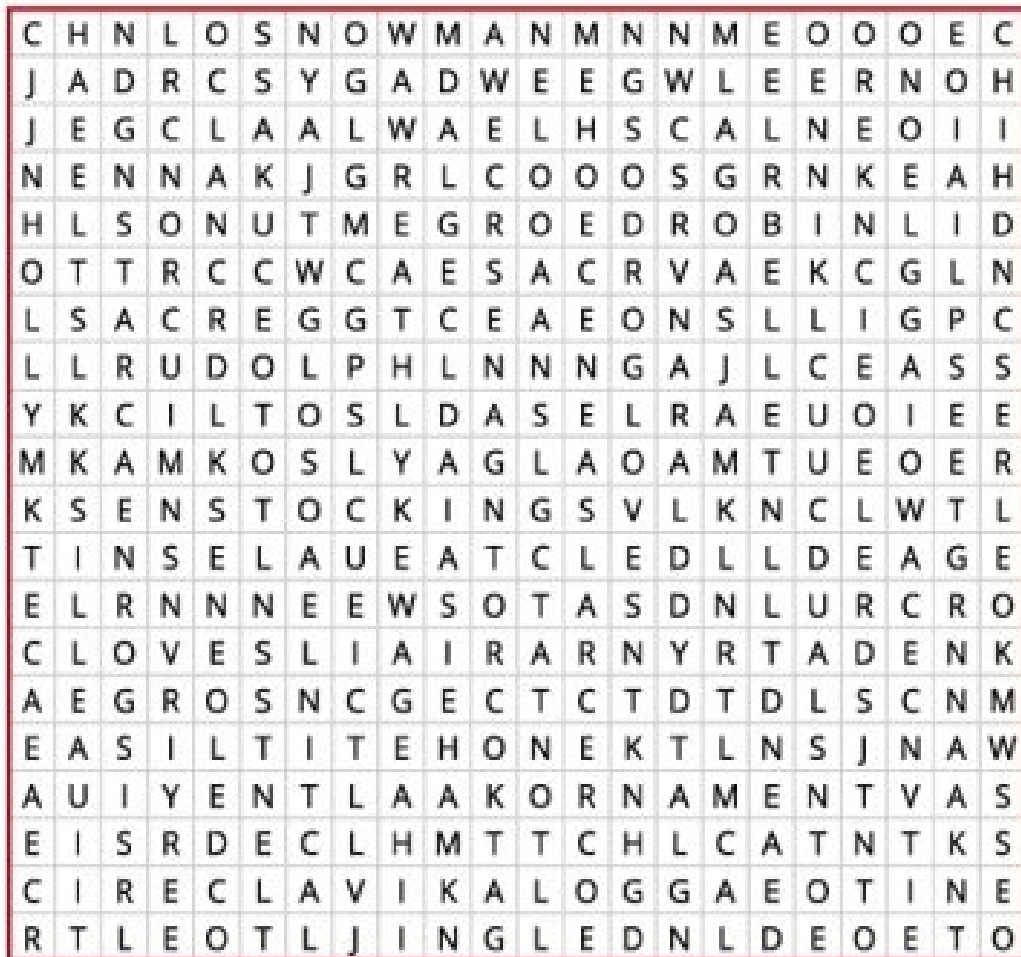 C H N L O S N O W M A N M N N M E O O O E C
J A D R C S Y G A D W E E G W L E E R N O H
J E G C L A A L W A E L H S C A L N E O I I
N E N N A K J G R L C O O O S G R N K E A H
H L S O N U T M E G R O E D R O B I N L I D
O T T R C C W C A E S A C R V A E K C G L N
L S A C R E G G T C E A E O N S L L I G P C
L L R U D O L P H L N N N G A J L C E A S S
Y K C I L T O S L D A S E L R A E U O I E E
M K A M K O S L Y A G L A O A M T U E O E R
K S E N S T O C K I N G S V L K N C L W T L
T I N S E L A U E A T C L E D L L D E A G E
E L R N N N E E W S O T A S D N L U R C R O
C L O V E S L I A I R A R N Y R T A D E N K
A E G R O S N C G E C T C T D T D L S C N M
E A S I L T I T E H O N E K T L N S J N A W
A U I Y E N T L A A K O R N A M E N T V A S
E I S R D E C L H M T T C H L C A T N T K S
C I R E C L A V I K A L O G G A E O T I N E
R T L E O T L J I N G L E D N L D E O E T O